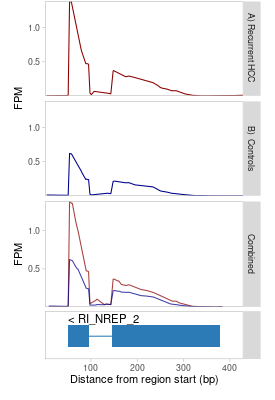 1.0
0.5
FPM
A) Recurrent HCC
1.0
0.5
B) Controls
1.0
0.5
FPM
Combined
< RI_NREP_2
100 200 300 400
Distance from region start (bp)